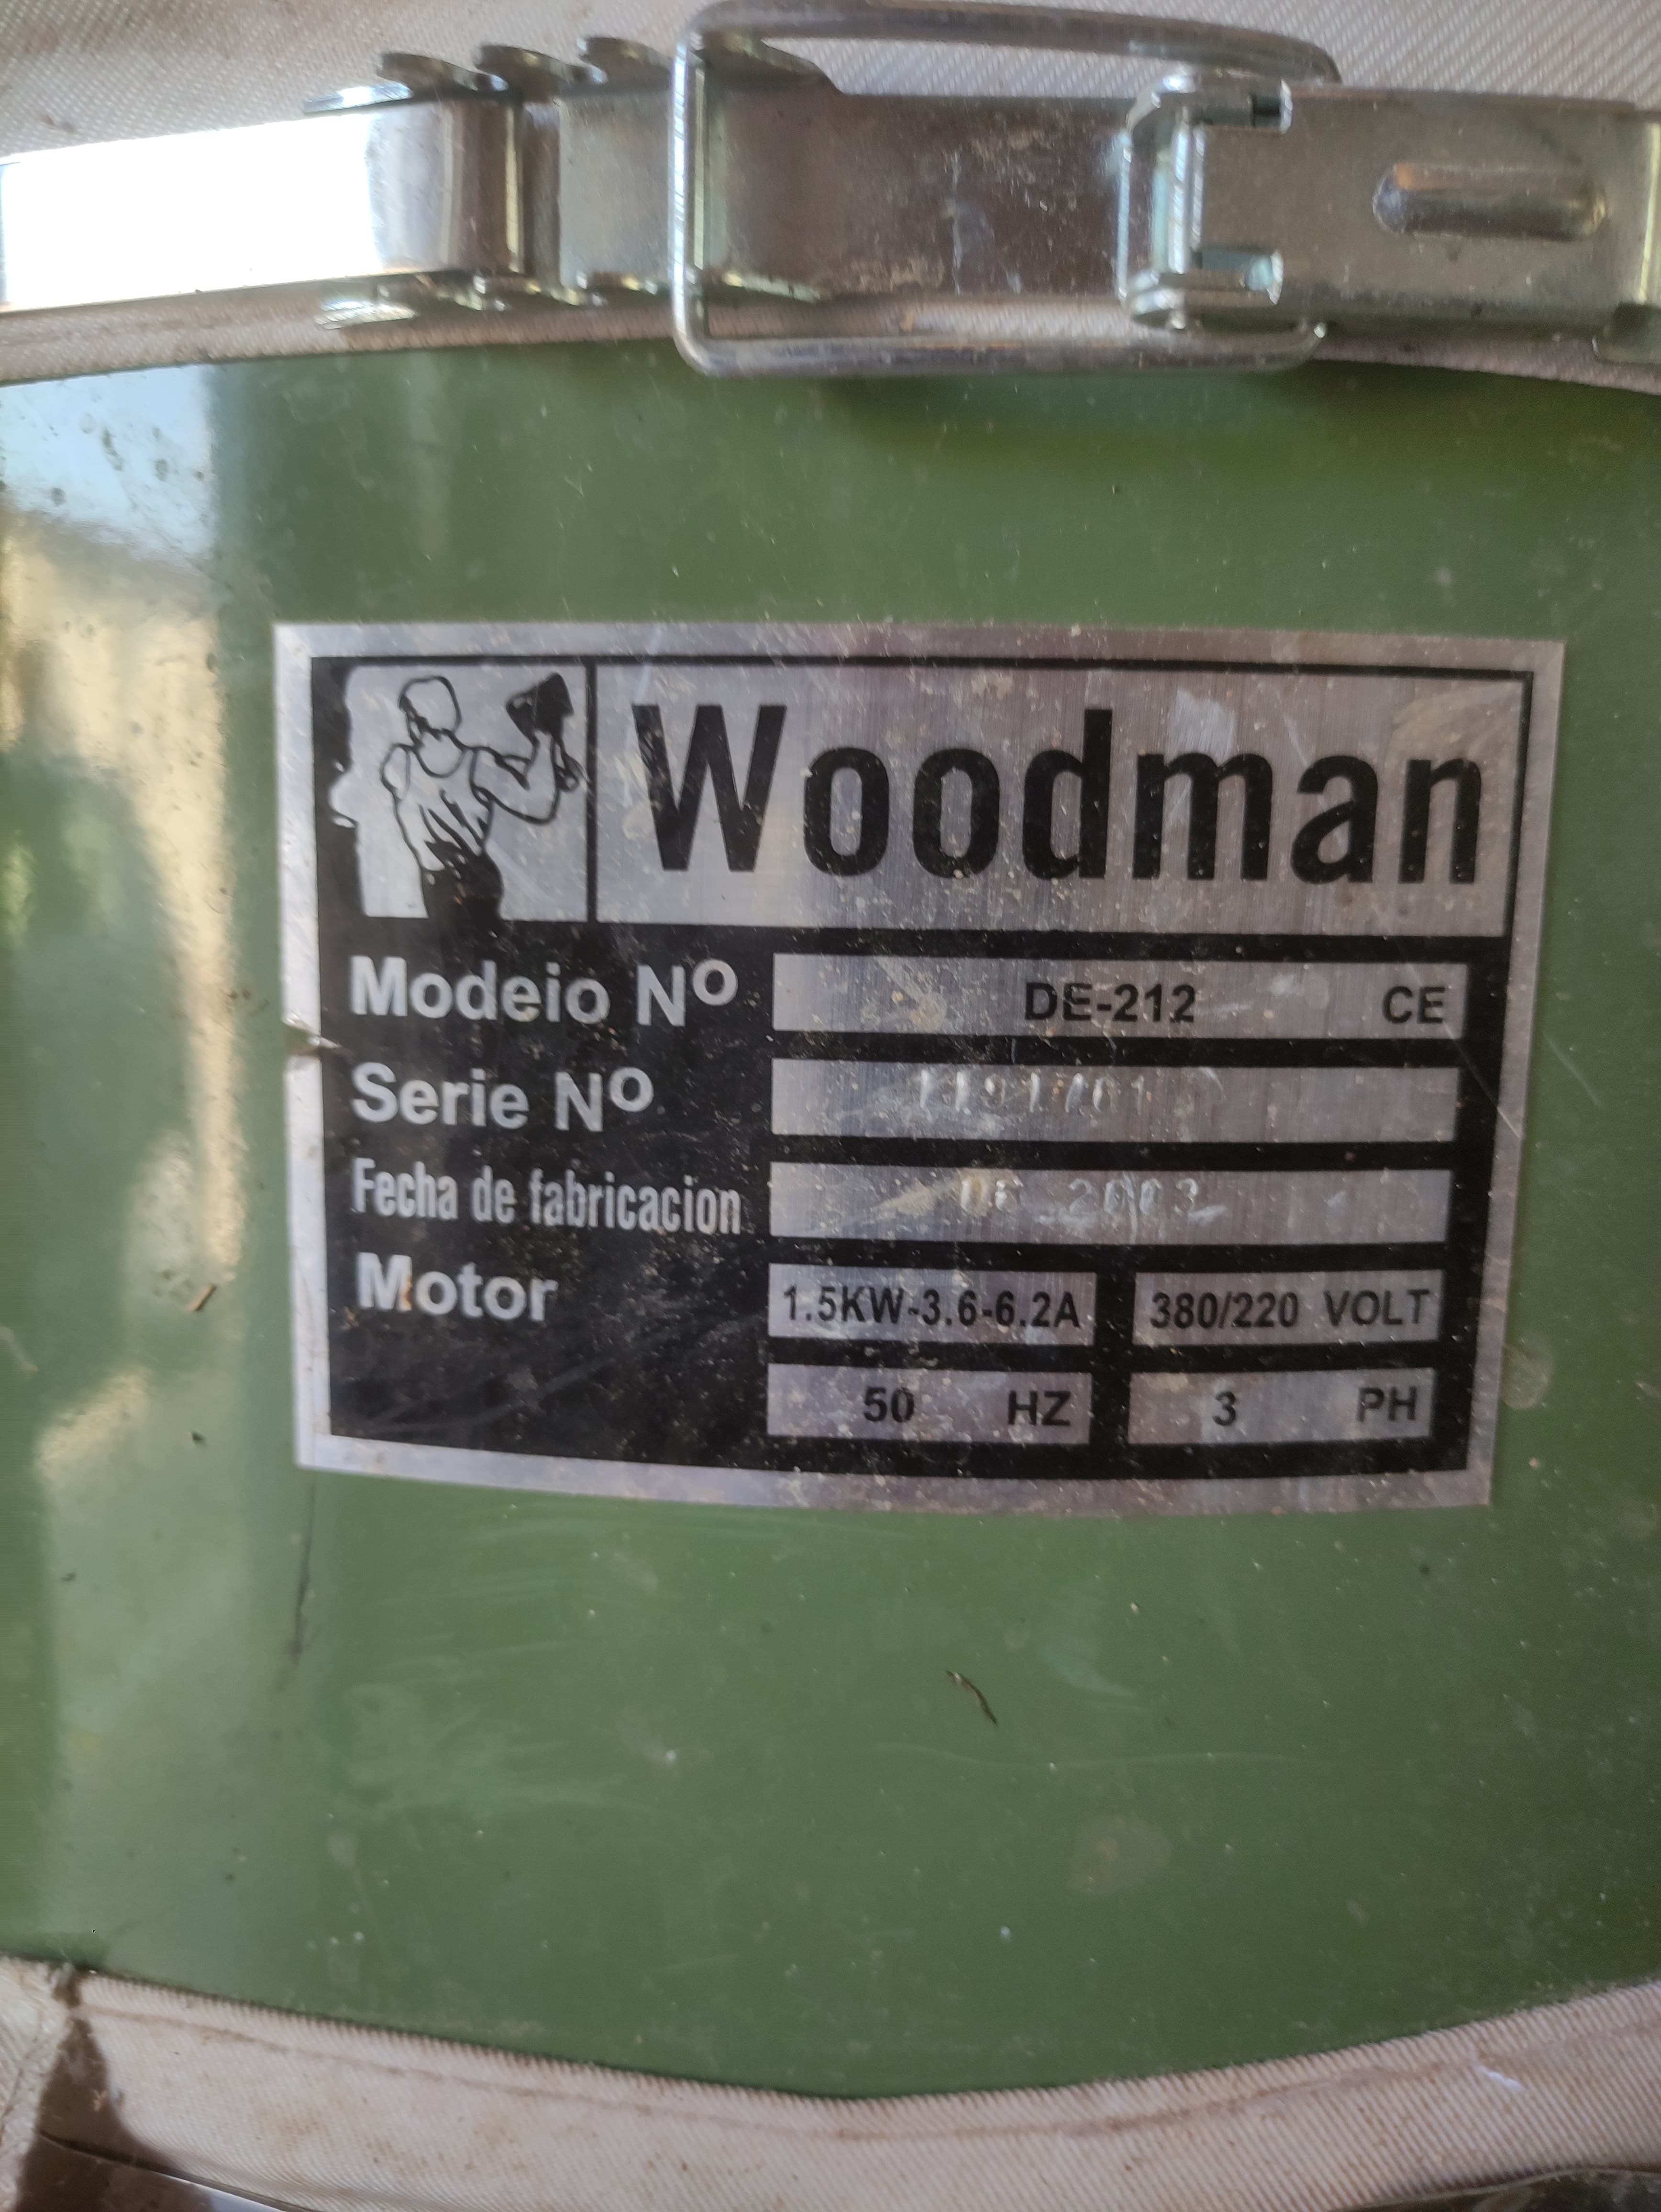 Woodman
Modeio Nº DE-212 CE
Serie Nº
Fecha de fabricacion
Motor 1.5KW-3.6-6.2A 380/220 VOLT
50 HZ 3 PH